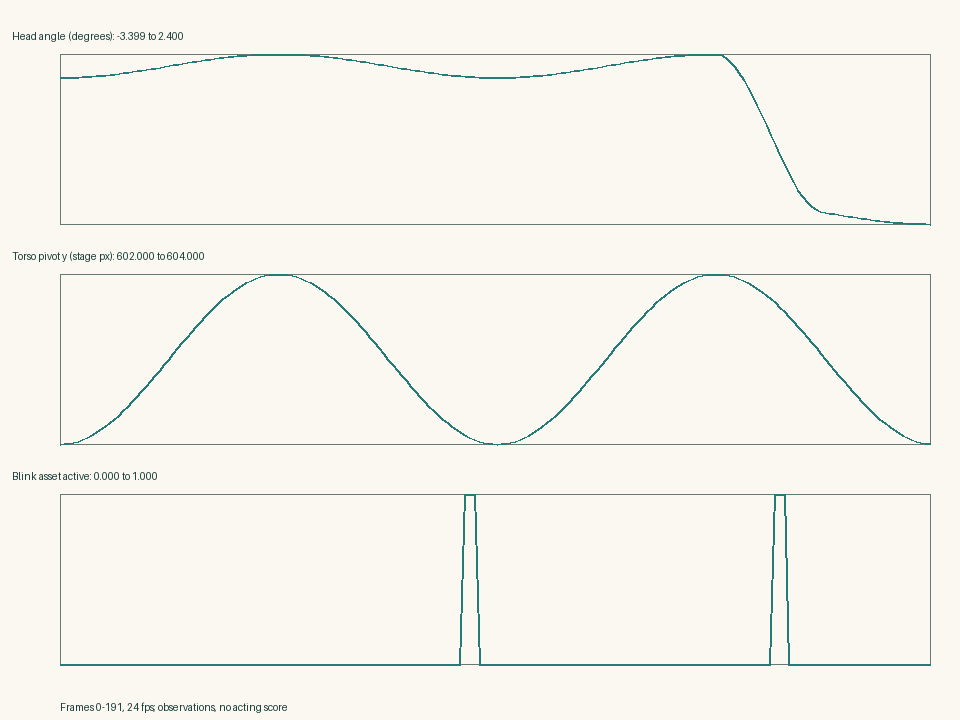 Head angle (degrees): -3.399 to 2.400
Torso pivot y (stage px): 602.000 to 604.000
Blink asset active: 0.000 to 1.000
Frames 0-191, 24 fps; observations, no acting score